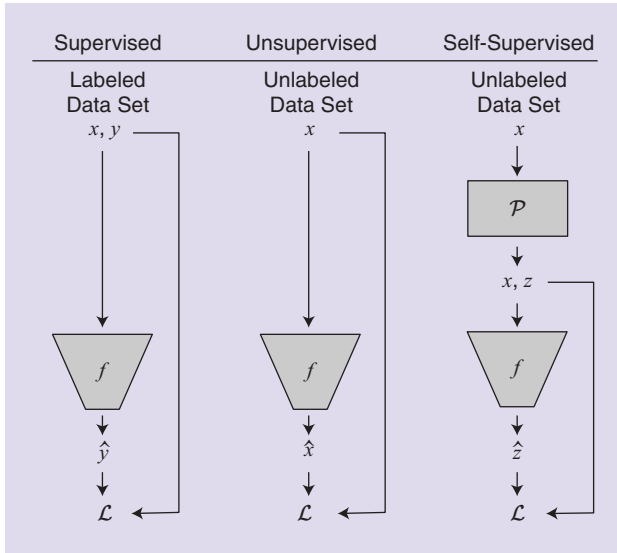 Supervised
Unsupervised
Self-Supervised
Labeled
Data Set
x, y
f
ŷ
ℒ
Unlabeled
Data Set
x
f
x̂
ℒ
Unlabeled
Data Set
x
𝒫
x, z
f
ẑ
ℒ